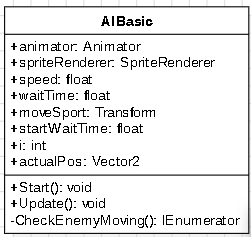 AIBasic
+animator: Animator
+spriteRenderer: SpriteRenderer
+speed: float
+waitTime: float
+moveSport: Transform
+startWaitTime: float
+i: int
+actualPos: Vector2
+Start(): void
+Update(): void
-CheckEnemyMoving(): IEnumerator